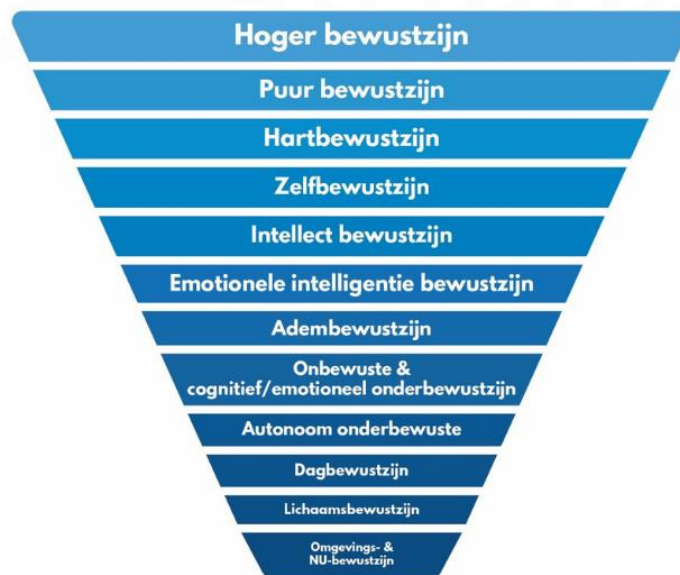 Hoger bewustzijn
Puur bewustzijn
Hartbewustzijn
Zelfbewustzijn
Intellect bewustzijn
Emotionele intelligentie bewustzijn
Adembewustzijn
Onbewuste &
cognitief/emotioneel onderbewustzijn
Autonoom onderbewuste
Dagbewustzijn
Lichaamsbewustzijn
Omgevings- &
NU-bewustzijn